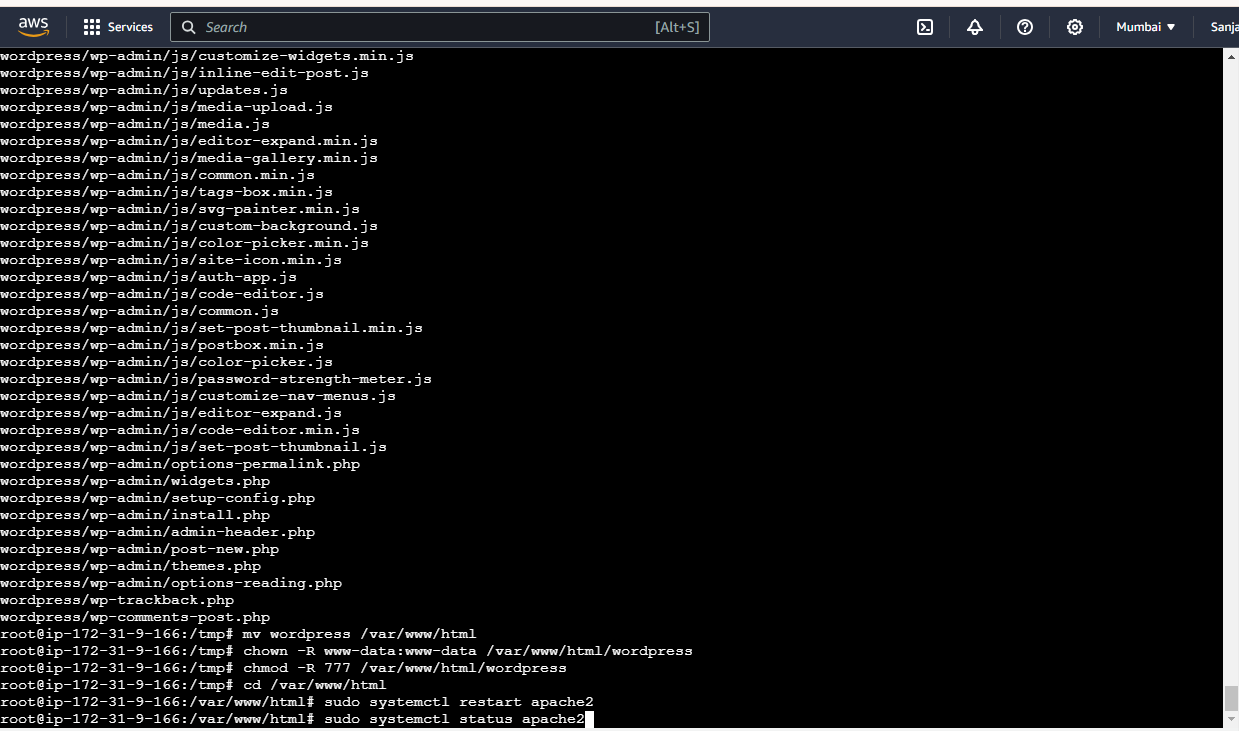 aws
Services
Search [Alt+S]
Mumbai
Sanja
wordpress/wp-admin/js/customize-widgets.min.js
wordpress/wp-admin/js/inline-edit-post.js
wordpress/wp-admin/js/updates.js
wordpress/wp-admin/js/media-upload.js
wordpress/wp-admin/js/media.js
wordpress/wp-admin/js/editor-expand.min.js
wordpress/wp-admin/js/media-gallery.min.js
wordpress/wp-admin/js/common.min.js
wordpress/wp-admin/js/tags-box.min.js
wordpress/wp-admin/js/svg-painter.min.js
wordpress/wp-admin/js/custom-background.js
wordpress/wp-admin/js/color-picker.min.js
wordpress/wp-admin/js/site-icon.min.js
wordpress/wp-admin/js/auth-app.js
wordpress/wp-admin/js/code-editor.js
wordpress/wp-admin/js/common.js
wordpress/wp-admin/js/set-post-thumbnail.min.js
wordpress/wp-admin/js/postbox.min.js
wordpress/wp-admin/js/color-picker.js
wordpress/wp-admin/js/password-strength-meter.js
wordpress/wp-admin/js/customize-nav-menus.js
wordpress/wp-admin/js/editor-expand.js
wordpress/wp-admin/js/code-editor.min.js
wordpress/wp-admin/js/set-post-thumbnail.js
wordpress/wp-admin/options-permalink.php
wordpress/wp-admin/widgets.php
wordpress/wp-admin/setup-config.php
wordpress/wp-admin/install.php
wordpress/wp-admin/admin-header.php
wordpress/wp-admin/post-new.php
wordpress/wp-admin/themes.php
wordpress/wp-admin/options-reading.php
wordpress/wp-trackback.php
wordpress/wp-comments-post.php
root@ip-172-31-9-166:/tmp# mv wordpress /var/www/html
root@ip-172-31-9-166:/tmp# chown -R www-data:www-data /var/www/html/wordpress
root@ip-172-31-9-166:/tmp# chmod -R 777 /var/www/html/wordpress
root@ip-172-31-9-166:/tmp# cd /var/www/html
root@ip-172-31-9-166:/var/www/html# sudo systemctl restart apache2
root@ip-172-31-9-166:/var/www/html# sudo systemctl status apache2